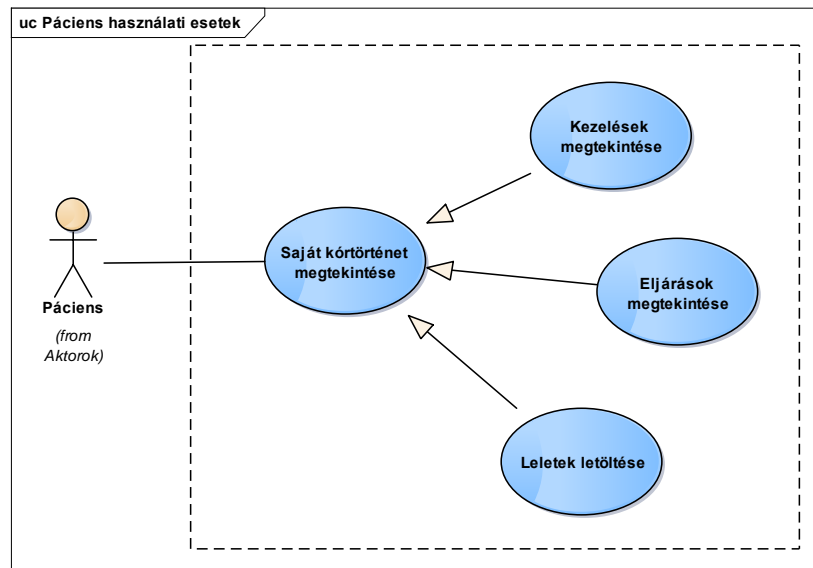 uc Páciens használati esetek
Kezelések
megtekintése
Saját kórtörténet
megtekintése
Eljárások
megtekintése
Páciens
(from
Aktorok)
Leletek letöltése